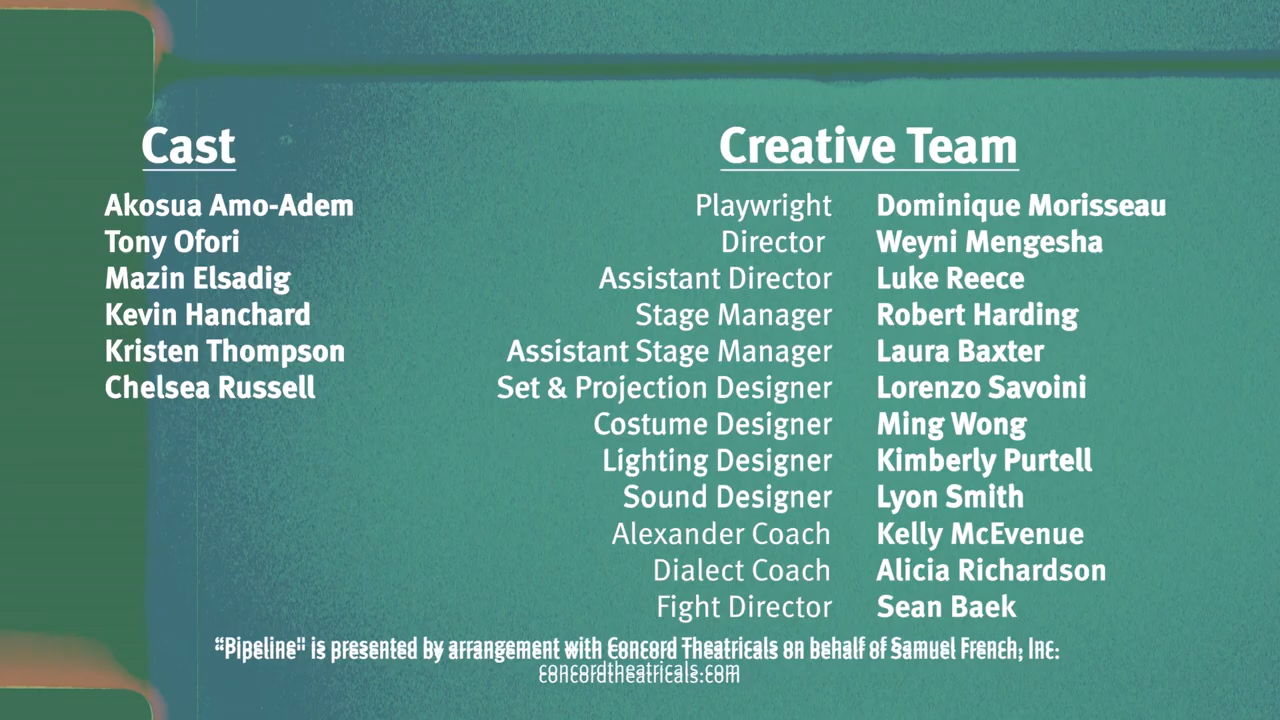 Cast
Akosua Amo-Adem
Tony Ofori
Mazin Elsadig
Kevin Hanchard
Kristen Thompson
Chelsea Russell
Creative Team
Playwright Dominique Morisseau
Director Weyni Mengesha
Assistant Director Luke Reece
Stage Manager Robert Harding
Assistant Stage Manager Laura Baxter
Set & Projection Designer Lorenzo Savoini
Costume Designer Ming Wong
Lighting Designer Kimberly Purtell
Sound Designer Lyon Smith
Alexander Coach Kelly McEvenue
Dialect Coach Alicia Richardson
Fight Director Sean Baek
“Pipeline" is presented by arrangement with Concord Theatricals on behalf of Samuel French, Inc.
concordtheatricals.com